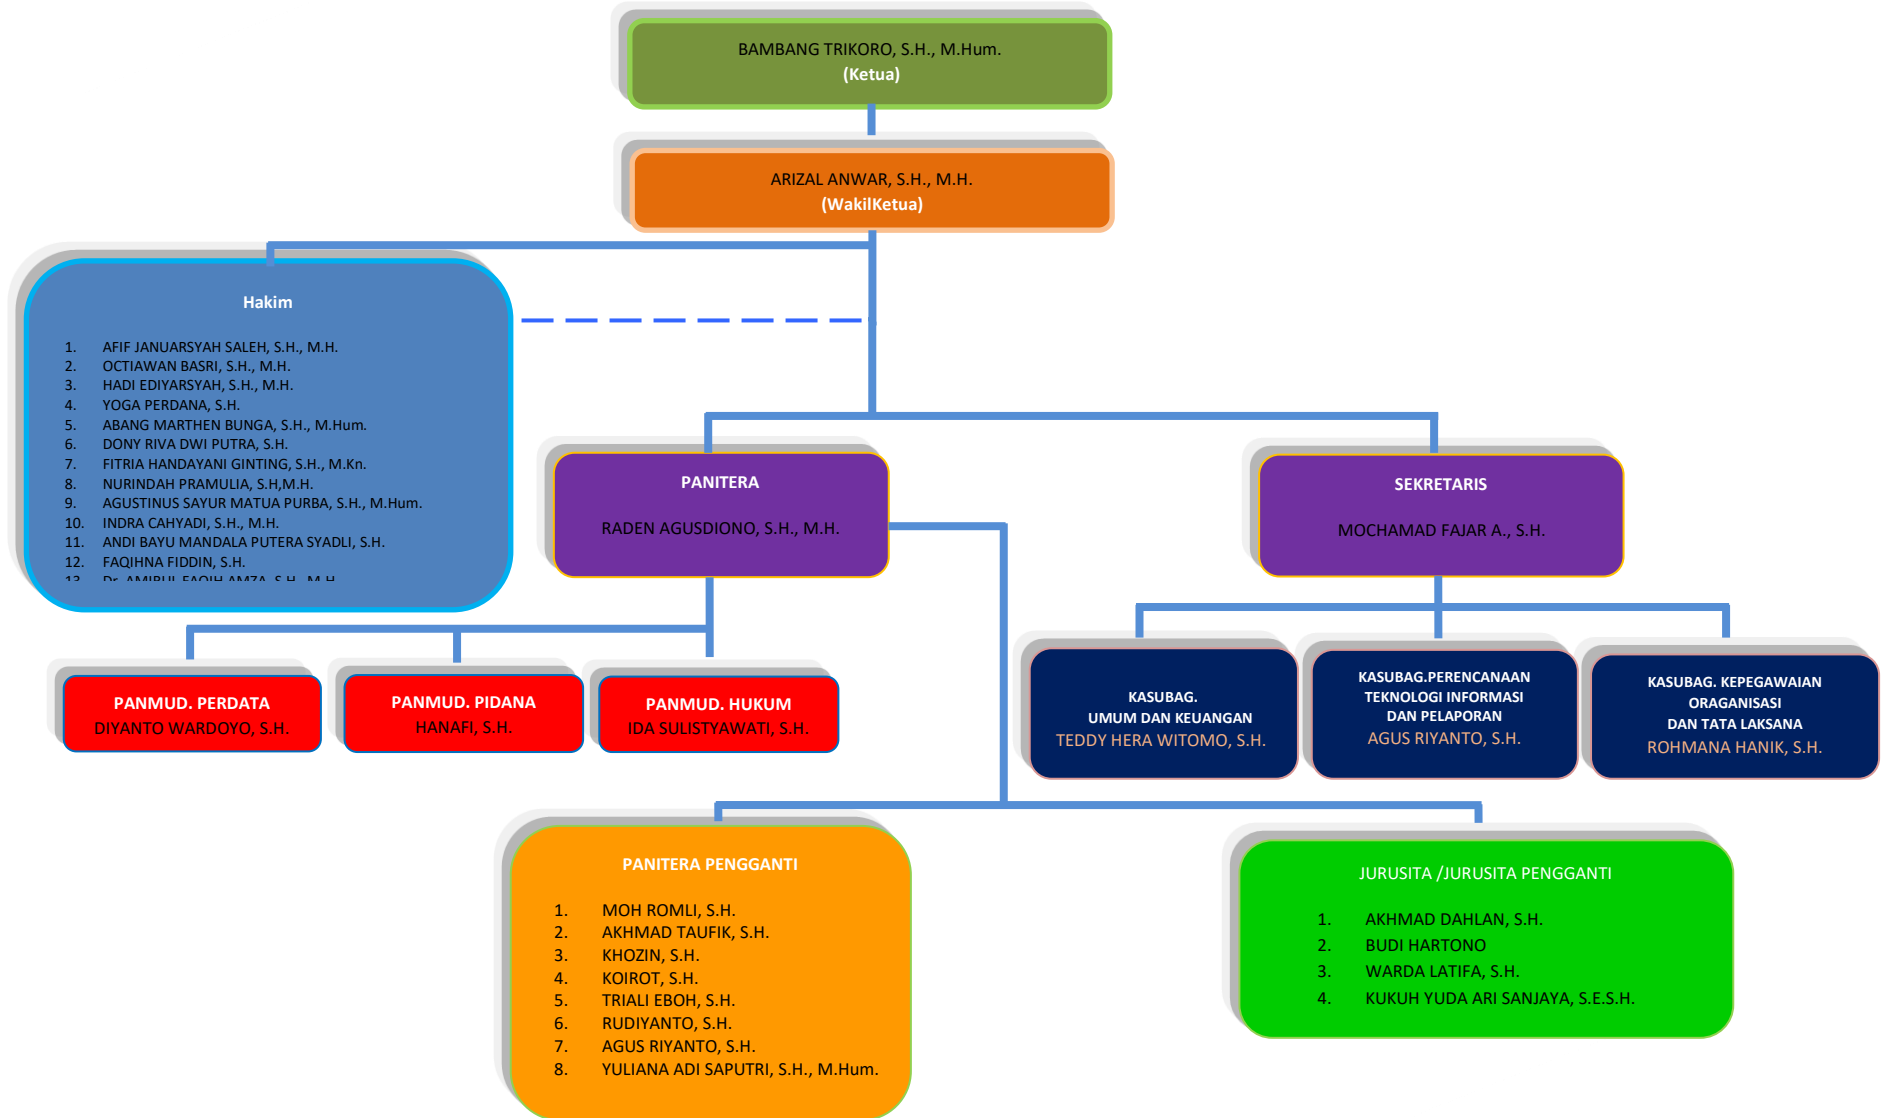 BAMBANG TRIKORO, S.H., M.Hum.
(Ketua)
ARIZAL ANWAR, S.H., M.H.
(WakilKetua)
Hakim
1. AFIF JANUARSYAH SALEH, S.H., M.H.
2. OCTIAWAN BASRI, S.H., M.H.
3. HADI EDIYARSYAH, S.H., M.H.
4. YOGA PERDANA, S.H.
5. ABANG MARTHEN BUNGA, S.H., M.Hum.
6. DONY RIVA DWI PUTRA, S.H.
7. FITRIA HANDAYANI GINTING, S.H., M.Kn.
8. NURINDAH PRAMULIA, S.H,M.H.
9. AGUSTINUS SAYUR MATUA PURBA, S.H., M.Hum.
10. INDRA CAHYADI, S.H., M.H.
11. ANDI BAYU MANDALA PUTERA SYADLI, S.H.
12. FAQIHNA FIDDIN, S.H.
13. Dr. AMIRUL FAQIH AMZA, S.H., M.H.
PANITERA
RADEN AGUSDIONO, S.H., M.H.
SEKRETARIS
MOCHAMAD FAJAR A., S.H.
PANMUD. PERDATA
DIYANTO WARDOYO, S.H.
PANMUD. PIDANA
HANAFI, S.H.
PANMUD. HUKUM
IDA SULISTYAWATI, S.H.
KASUBAG.
UMUM DAN KEUANGAN
TEDDY HERA WITOMO, S.H.
KASUBAG.PERENCANAAN
TEKNOLOGI INFORMASI
DAN PELAPORAN
AGUS RIYANTO, S.H.
KASUBAG. KEPEGAWAIAN
ORAGANISASI
DAN TATA LAKSANA
ROHMANA HANIK, S.H.
PANITERA PENGGANTI
1. MOH ROMLI, S.H.
2. AKHMAD TAUFIK, S.H.
3. KHOZIN, S.H.
4. KOIROT, S.H.
5. TRIALI EBOH, S.H.
6. RUDIYANTO, S.H.
7. AGUS RIYANTO, S.H.
8. YULIANA ADI SAPUTRI, S.H., M.Hum.
JURUSITA /JURUSITA PENGGANTI
1. AKHMAD DAHLAN, S.H.
2. BUDI HARTONO
3. WARDA LATIFA, S.H.
4. KUKUH YUDA ARI SANJAYA, S.E.S.H.